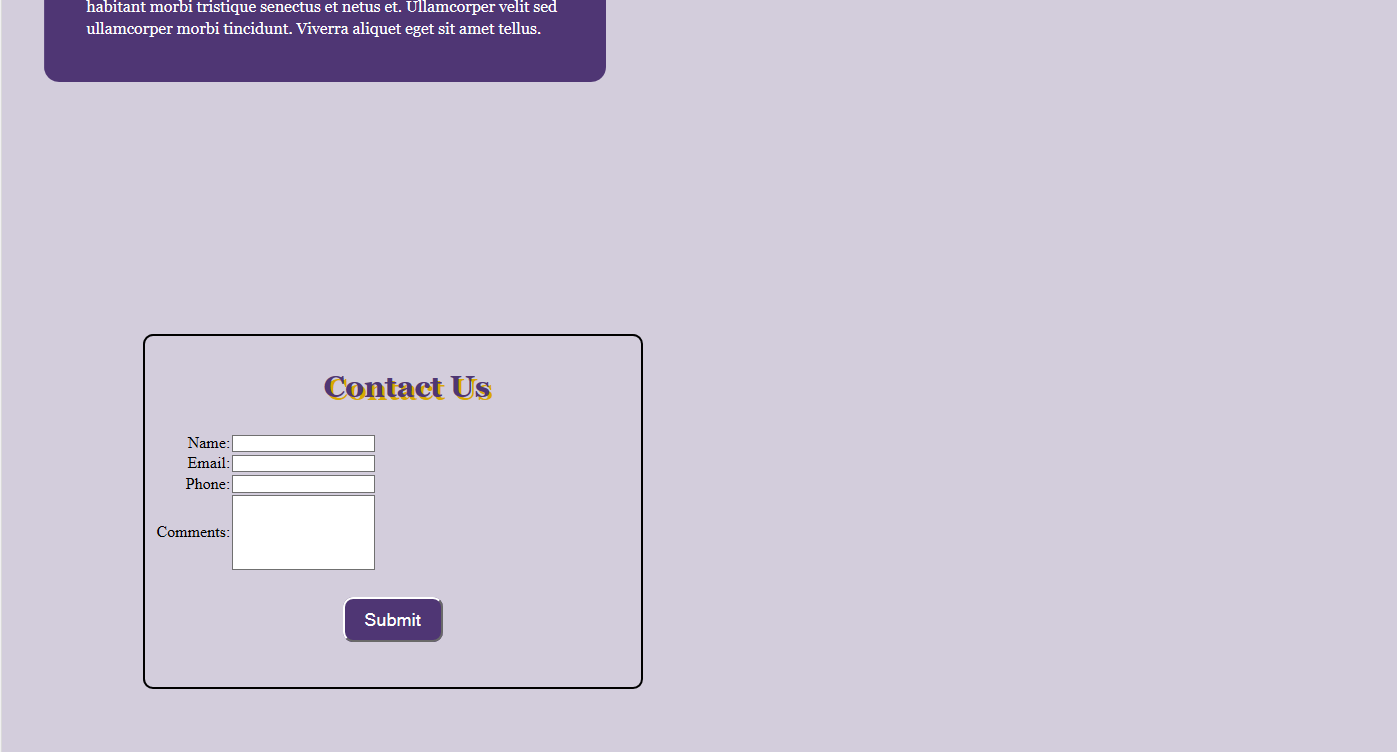 habitant morbi tristique senectus et netus et. Ullamcorper velit sed
ullamcorper morbi tincidunt. Viverra aliquet eget sit amet tellus.
Contact Us
Name:
Email:
Phone:
Comments:
Submit